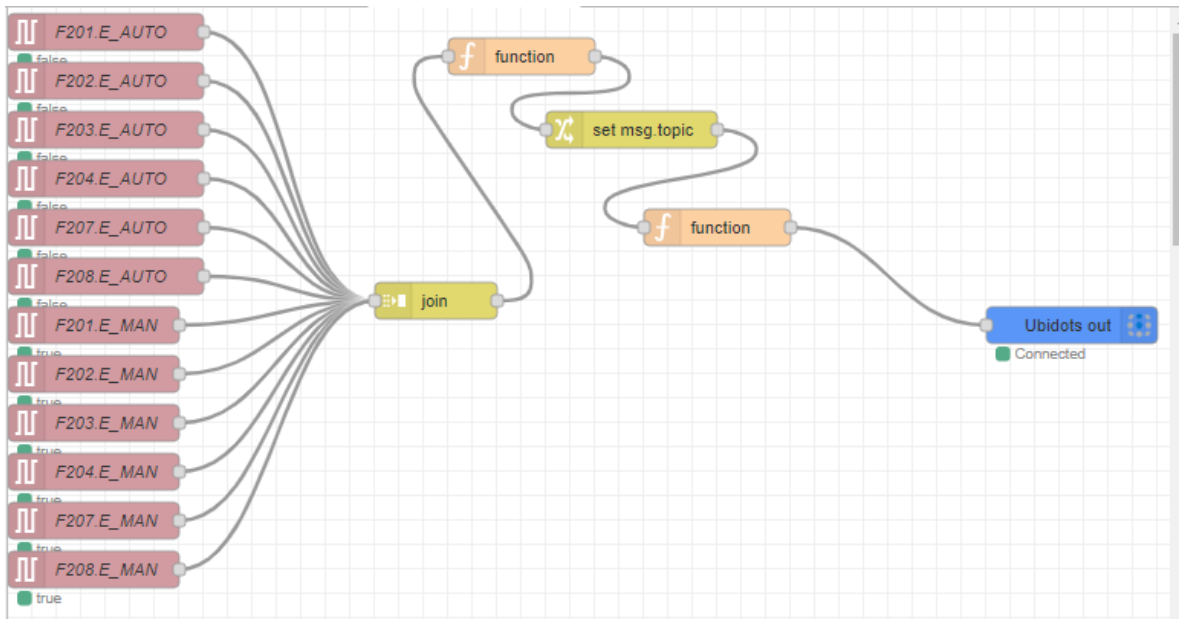 F201.E_AUTO
false
F202.E_AUTO
false
F203.E_AUTO
false
F204.E_AUTO
false
F207.E_AUTO
false
F208.E_AUTO
false
F201.E_MAN
true
F202.E_MAN
true
F203.E_MAN
true
F204.E_MAN
true
F207.E_MAN
true
F208.E_MAN
true
join
function
set msg.topic
function
Ubidots out
Connected